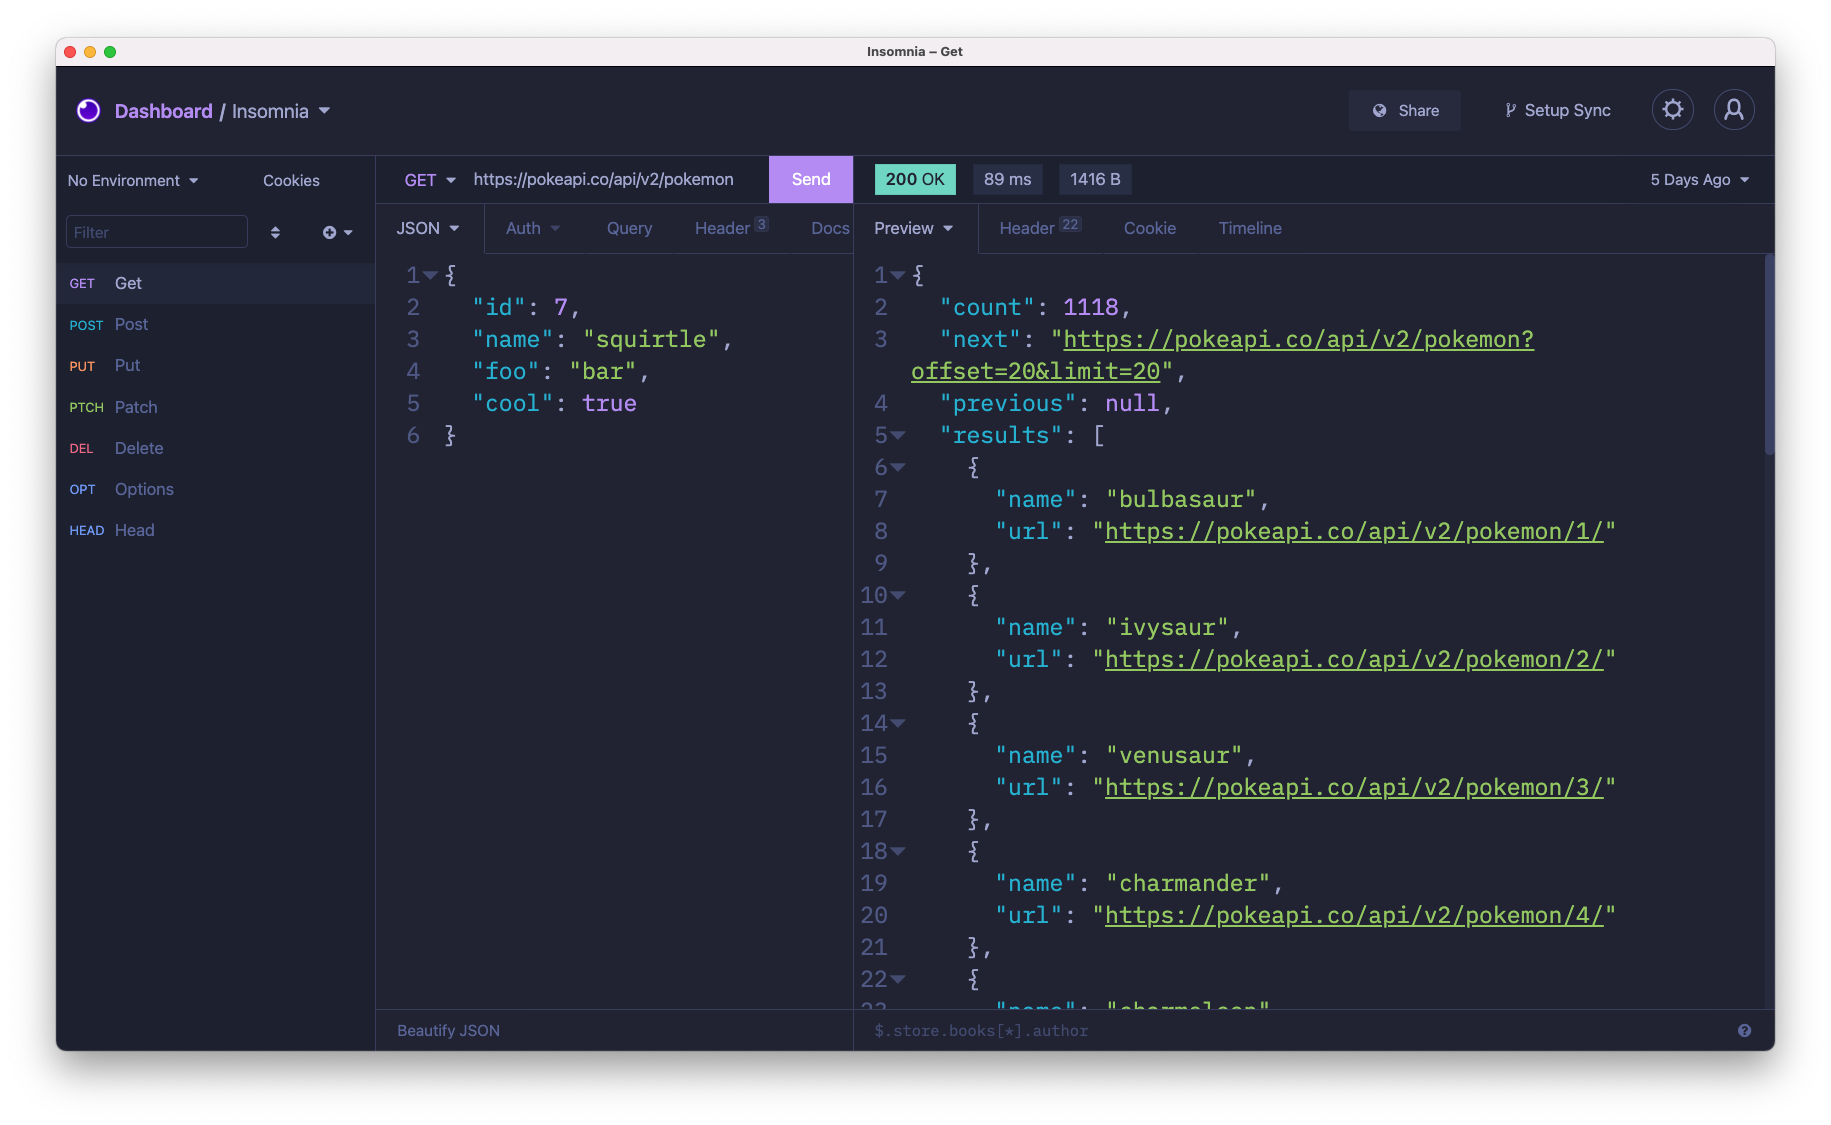 Insomnia – Get
Dashboard / Insomnia
Share
Setup Sync
No Environment
Cookies
Filter
GET Get
POST Post
PUT Put
PTCH Patch
DEL Delete
OPT Options
HEAD Head
GET https://pokeapi.co/api/v2/pokemon Send
JSON Auth Query Header 3 Docs
1 {
2 "id": 7,
3 "name": "squirtle",
4 "foo": "bar",
5 "cool": true
6 }
Beautify JSON
200 OK 89 ms 1416 B 5 Days Ago
Preview Header 22 Cookie Timeline
1 {
2 "count": 1118,
3 "next": "https://pokeapi.co/api/v2/pokemon?
offset=20&limit=20",
4 "previous": null,
5 "results": [
6 {
7 "name": "bulbasaur",
8 "url": "https://pokeapi.co/api/v2/pokemon/1/"
9 },
10 {
11 "name": "ivysaur",
12 "url": "https://pokeapi.co/api/v2/pokemon/2/"
13 },
14 {
15 "name": "venusaur",
16 "url": "https://pokeapi.co/api/v2/pokemon/3/"
17 },
18 {
19 "name": "charmander",
20 "url": "https://pokeapi.co/api/v2/pokemon/4/"
21 },
22 {
23 "name": "charmeleon"
$.store.books[*].author